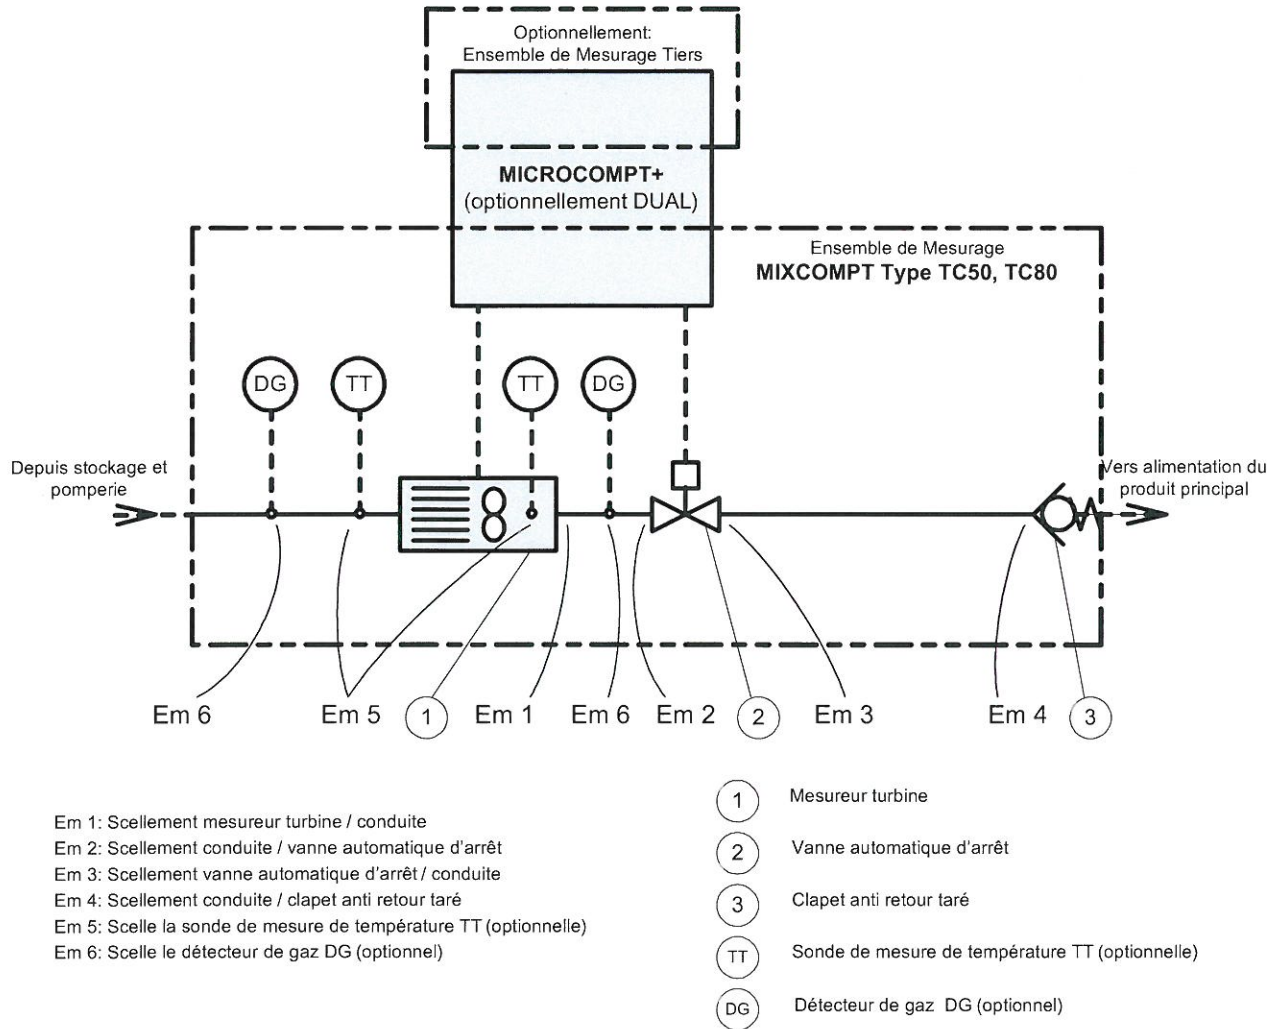 Optionnellement:
Ensemble de Mesurage Tiers
MICROCOMPT+
(optionnellement DUAL)
Ensemble de Mesurage
MIXCOMPT Type TC50, TC80
DG
TT
TT
DG
Depuis stockage et
pomperie
Vers alimentation du
produit principal
Em 6
Em 5
1
Em 1
Em 6
Em 2
2
Em 3
Em 4
3
Em 1: Scellement mesureur turbine / conduite
Em 2: Scellement conduite / vanne automatique d'arrêt
Em 3: Scellement vanne automatique d'arrêt / conduite
Em 4: Scellement conduite / clapet anti retour taré
Em 5: Scelle la sonde de mesure de température TT (optionnelle)
Em 6: Scelle le détecteur de gaz DG (optionnel)
1 Mesureur turbine
2 Vanne automatique d'arrêt
3 Clapet anti retour taré
TT Sonde de mesure de température TT (optionnelle)
DG Détecteur de gaz DG (optionnel)